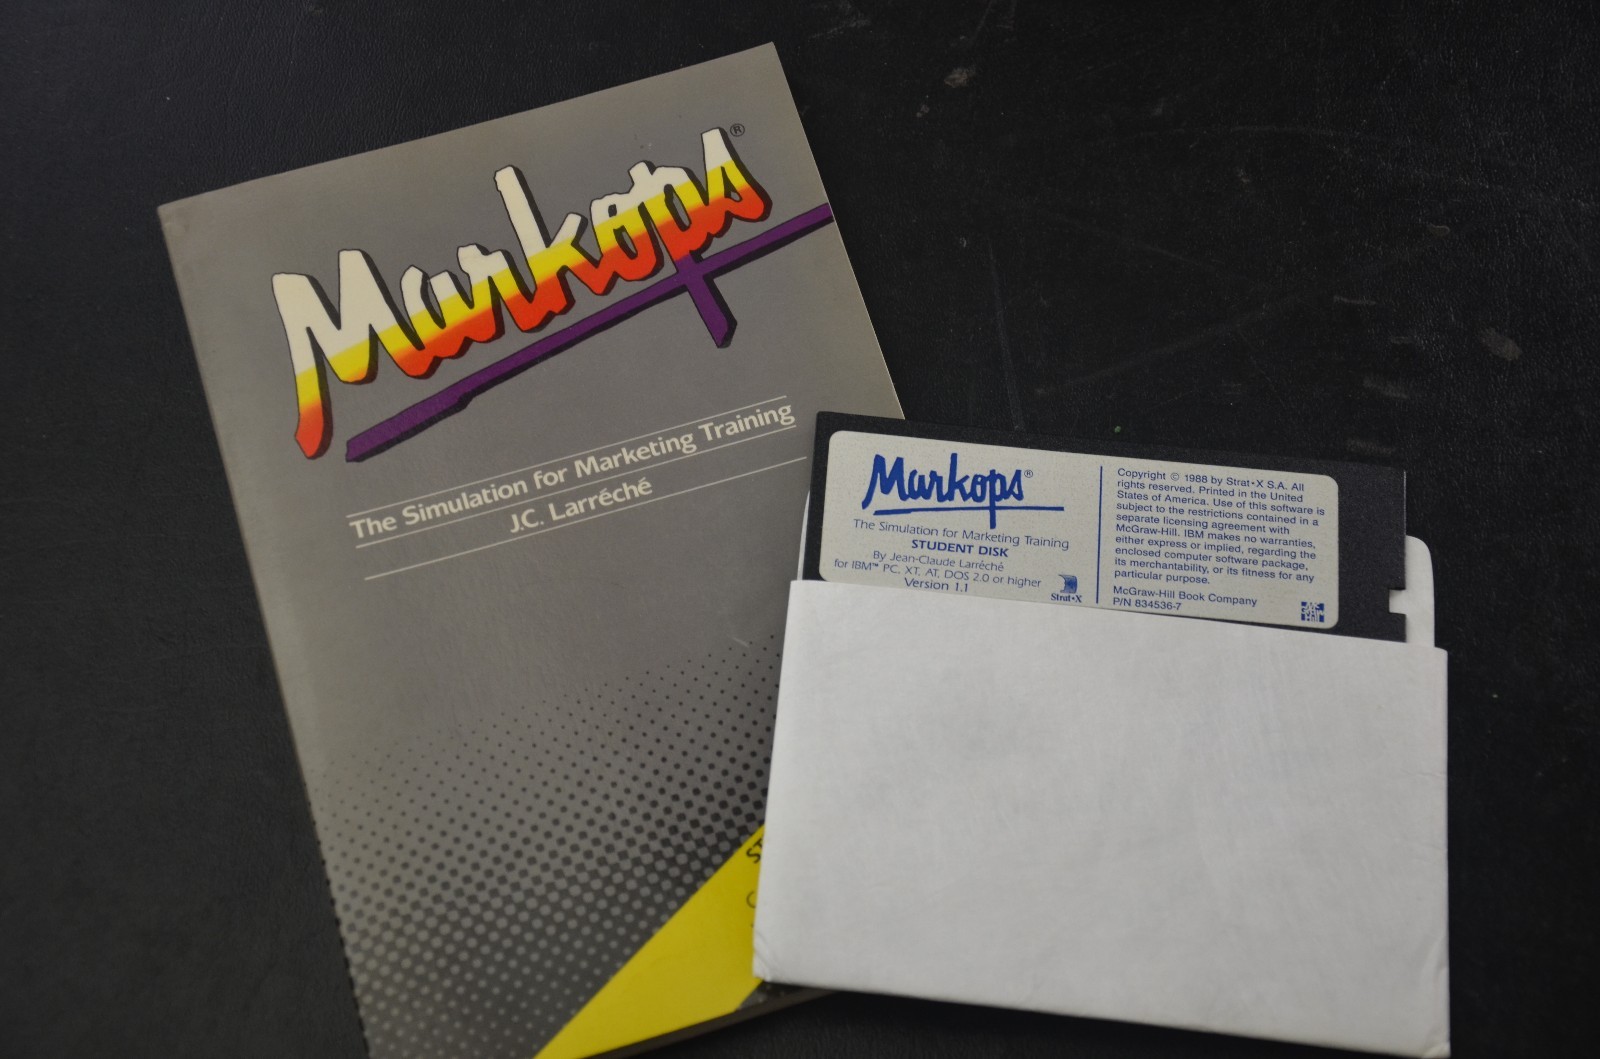 Markops®
The Simulation for Marketing Training
J.C. Larréché
Markops®
The Simulation for Marketing Training
STUDENT DISK
By Jean-Claude Larréché
for IBM™ PC, XT, AT, DOS 2.0 or higher
Version 1.1
Strat•X
Copyright © 1988 by Strat•X S.A. All
rights reserved. Printed in the United
States of America. Use of this software is
subject to the restrictions contained in a
separate licensing agreement with
McGraw-Hill. IBM makes no warranties,
either express or implied, regarding the
enclosed computer software package,
its merchantability, or its fitness for any
particular purpose.
McGraw-Hill Book Company
P/N 834536-7
Mc
Graw
Hill